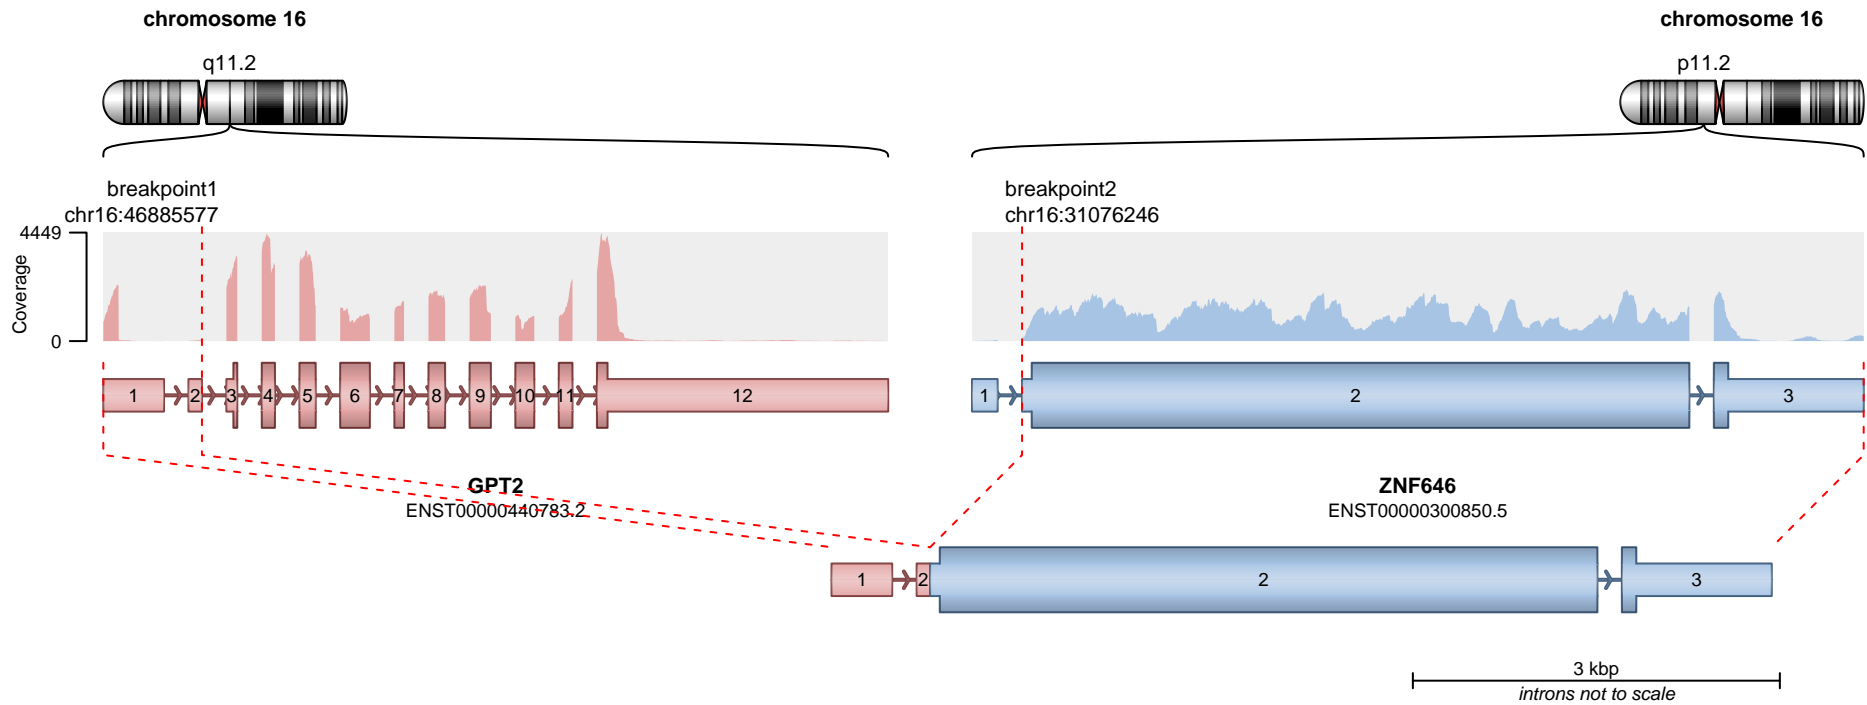 chromosome 16
chromosome 16
q11.2
p11.2
breakpoint1
chr16:46885577
breakpoint2
chr16:31076246
4449
Coverage
0
1 2 3 4 5 6 7 8 9 10 11 12
1 2 3
GPT2
ENST00000440783.2
ZNF646
ENST00000300850.5
1 2 2 3
3 kbp
introns not to scale